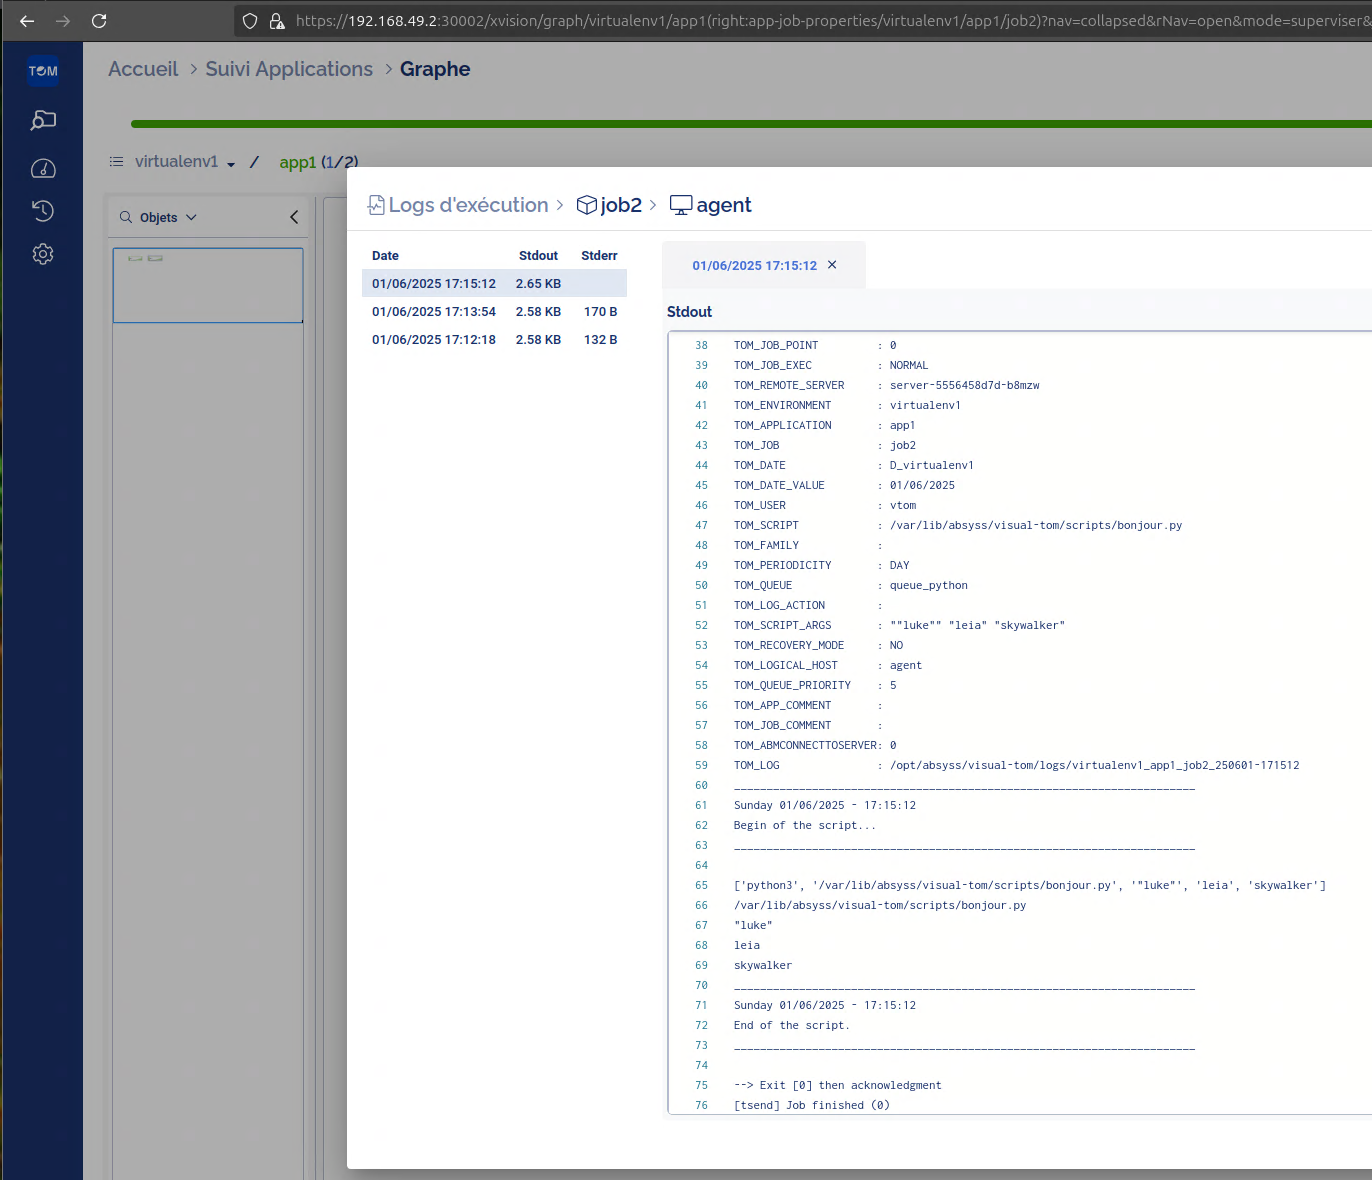 https://192.168.49.2:30002/xvision/graph/virtualenv1/app1(right:app-job-properties/virtualenv1/app1/job2)?nav=collapsed&rNav=open&mode=superviser&
TOM
Accueil > Suivi Applications > Graphe
virtualenv1 / app1 (1/2)
Objets
Logs d'exécution > job2 > agent
Date Stdout Stderr
01/06/2025 17:15:12 2.65 KB
01/06/2025 17:13:54 2.58 KB 170 B
01/06/2025 17:12:18 2.58 KB 132 B
01/06/2025 17:15:12 ×
Stdout
38 TOM_JOB_POINT : 0
39 TOM_JOB_EXEC : NORMAL
40 TOM_REMOTE_SERVER : server-5556458d7d-b8mzw
41 TOM_ENVIRONMENT : virtualenv1
42 TOM_APPLICATION : app1
43 TOM_JOB : job2
44 TOM_DATE : D_virtualenv1
45 TOM_DATE_VALUE : 01/06/2025
46 TOM_USER : vtom
47 TOM_SCRIPT : /var/lib/absyss/visual-tom/scripts/bonjour.py
48 TOM_FAMILY :
49 TOM_PERIODICITY : DAY
50 TOM_QUEUE : queue_python
51 TOM_LOG_ACTION :
52 TOM_SCRIPT_ARGS : ""luke"" "leia" "skywalker"
53 TOM_RECOVERY_MODE : NO
54 TOM_LOGICAL_HOST : agent
55 TOM_QUEUE_PRIORITY : 5
56 TOM_APP_COMMENT :
57 TOM_JOB_COMMENT :
58 TOM_ABMCONNECTTOSERVER: 0
59 TOM_LOG : /opt/absyss/visual-tom/logs/virtualenv1_app1_job2_250601-171512
60 _______________________________________________________________________
61 Sunday 01/06/2025 - 17:15:12
62 Begin of the script...
63 _______________________________________________________________________
64
65 ['python3', '/var/lib/absyss/visual-tom/scripts/bonjour.py', '"luke"', 'leia', 'skywalker']
66 /var/lib/absyss/visual-tom/scripts/bonjour.py
67 "luke"
68 leia
69 skywalker
70 _______________________________________________________________________
71 Sunday 01/06/2025 - 17:15:12
72 End of the script.
73 _______________________________________________________________________
74
75 --> Exit [0] then acknowledgment
76 [tsend] Job finished (0)